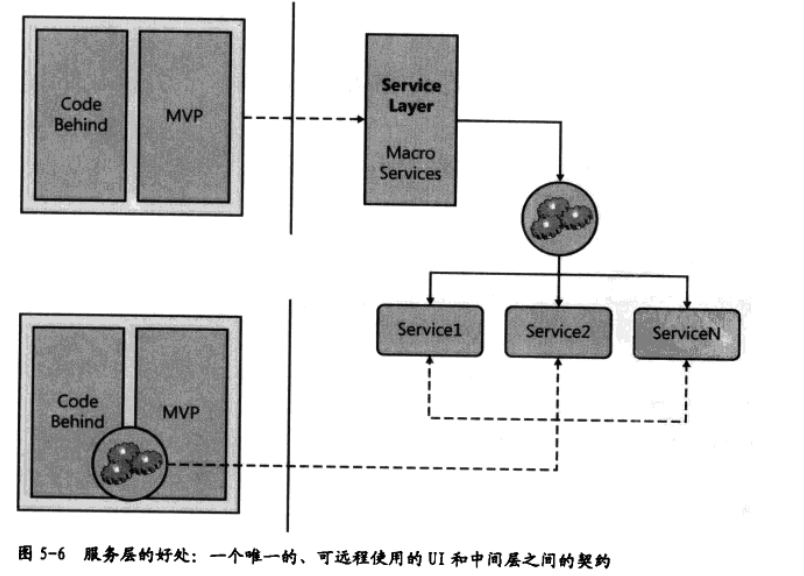 Code
Behind
MVP
Service
Layer
Macro
Services
Service1
Service2
ServiceN
Code
Behind
MVP
图 5-6 服务层的好处：一个唯一的、可远程使用的 UI 和中间层之间的契约